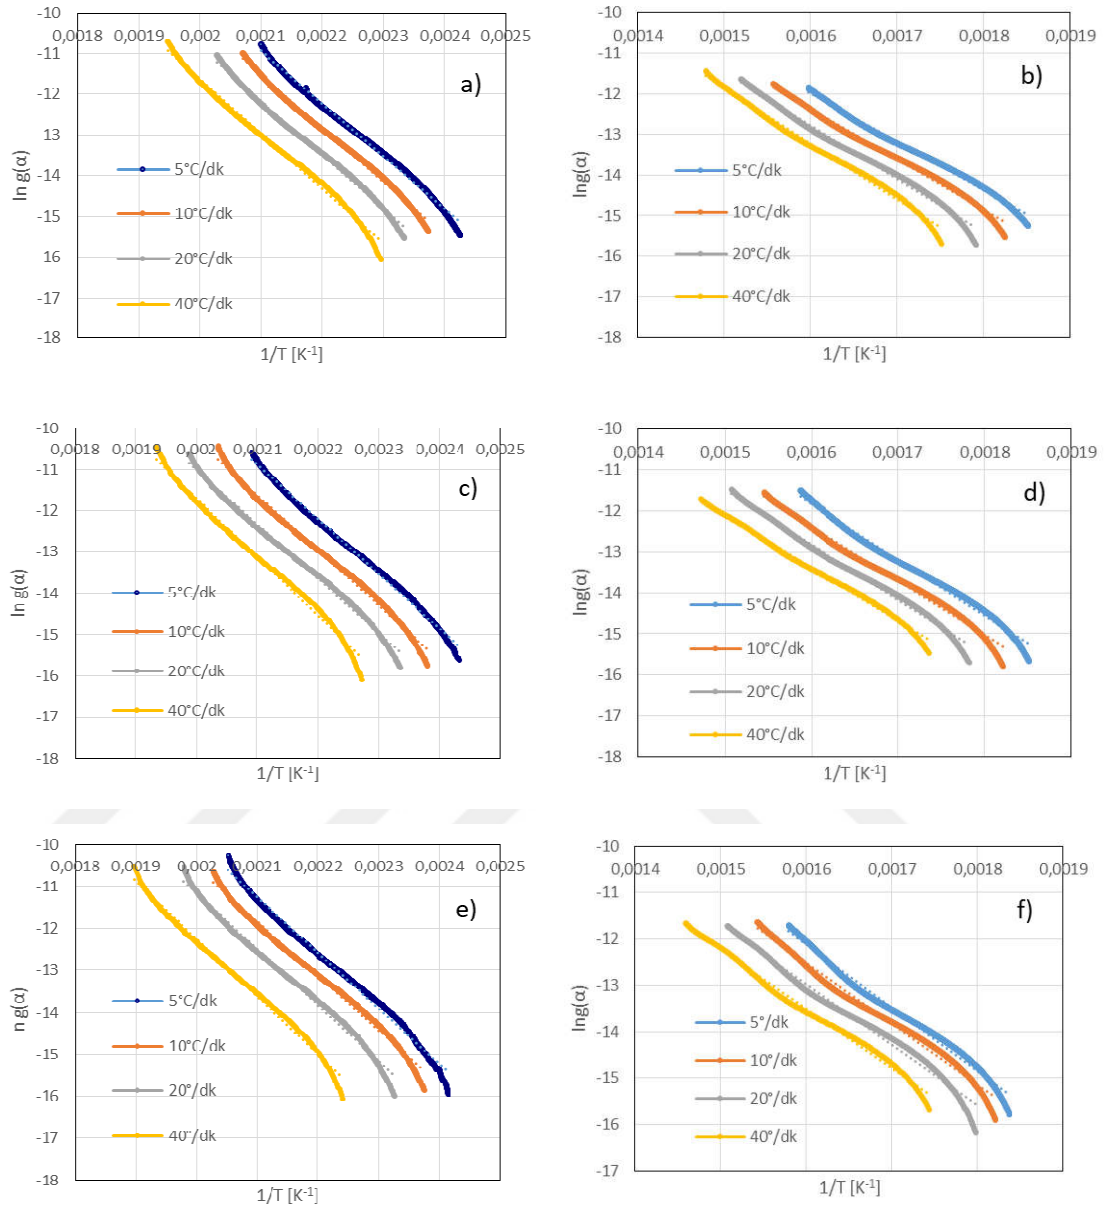 -10
0,0018 0,0019 0,002 0,0021 0,0022 0,0023 0,0024 0,0025
-11
-12
13
14
-15
16
-17
-18
ln g(α)
1/T [K⁻¹]
a)
5°C/dk
10°C/dk
20°C/dk
40°C/dk
-10
0,0014 0,0015 0,0016 0,0017 0,0018 0,0019
-11
-12
-13
-14
-15
-16
-17
-18
lng(α)
1/T [K⁻¹]
b)
5°C/dk
10°C/dk
20°C/dk
40°C/dk
-10
0,0018 0,0019 0,002 0,0021 0,0022 0,0023 0,0024 0,0025
-11
-12
-13
-14
-15
-16
-17
-18
ln g(α)
1/T [K⁻¹]
c)
5°C/dk
10°C/dk
20°C/dk
40°C/dk
-10
0,0014 0,0015 0,0016 0,0017 0,0018 0,0019
-11
-12
-13
-14
-15
-16
-17
-18
lng(α)
1/T [K⁻¹]
d)
5°C/dk
10°C/dk
20°C/dk
40°C/dk
-10
0,0018 0,0019 0,002 0,0021 0,0022 0,0023 0,0024 0,0025
-11
-12
-13
-14
-15
-16
-17
-18
n g(α)
1/T [K⁻¹]
e)
5°C/dk
10°C/dk
20°/dk
40°/dk
-10
0,0014 0,0015 0,0016 0,0017 0,0018 0,0019
-11
-12
-13
-14
-15
-16
-17
lng(α)
1/T [K⁻¹]
f)
5°/dk
10°/dk
20°/dk
40°/dk